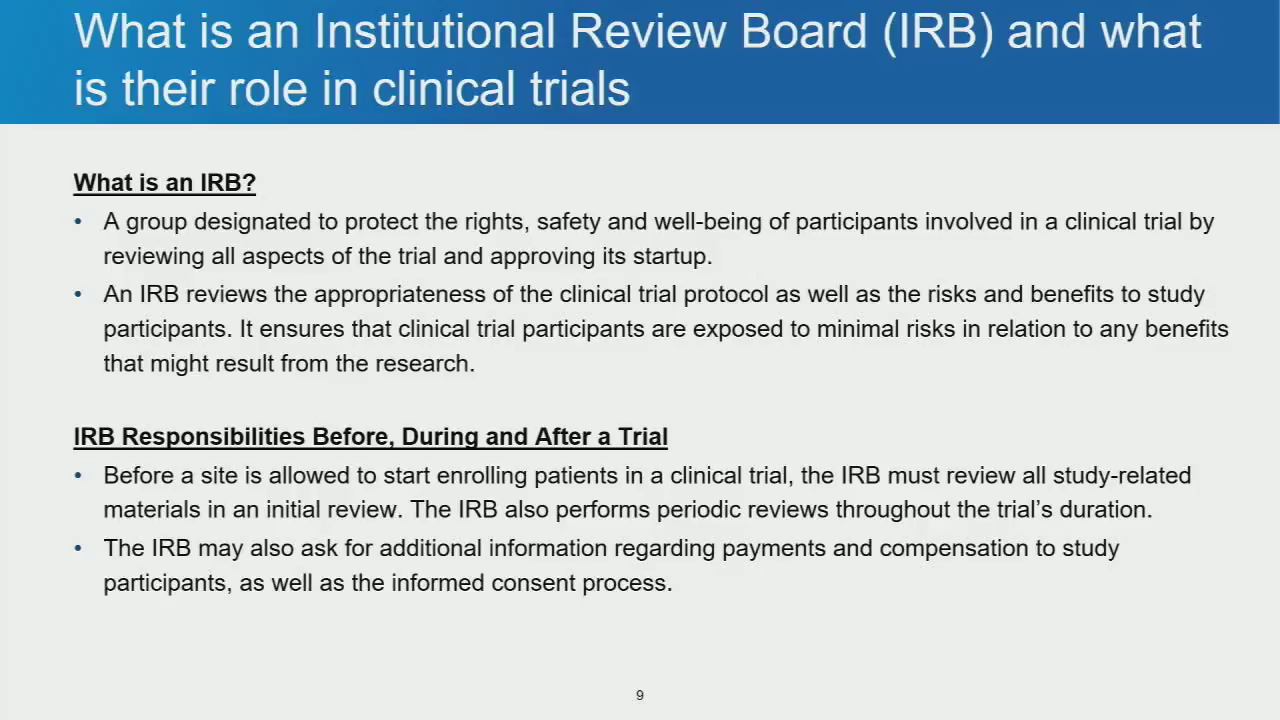 What is an Institutional Review Board (IRB) and what
is their role in clinical trials
What is an IRB?
• A group designated to protect the rights, safety and well-being of participants involved in a clinical trial by
reviewing all aspects of the trial and approving its startup.
• An IRB reviews the appropriateness of the clinical trial protocol as well as the risks and benefits to study
participants. It ensures that clinical trial participants are exposed to minimal risks in relation to any benefits
that might result from the research.
IRB Responsibilities Before, During and After a Trial
• Before a site is allowed to start enrolling patients in a clinical trial, the IRB must review all study-related
materials in an initial review. The IRB also performs periodic reviews throughout the trial’s duration.
• The IRB may also ask for additional information regarding payments and compensation to study
participants, as well as the informed consent process.
9